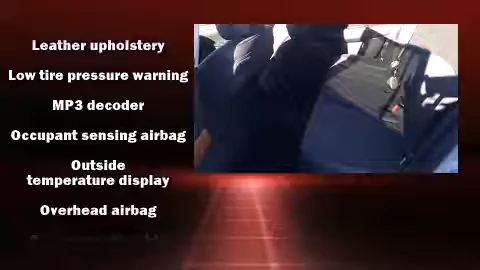 Leather upholstery
Low tire pressure warning
MP3 decoder
Occupant sensing airbag
Outside
temperature display
Overhead airbag